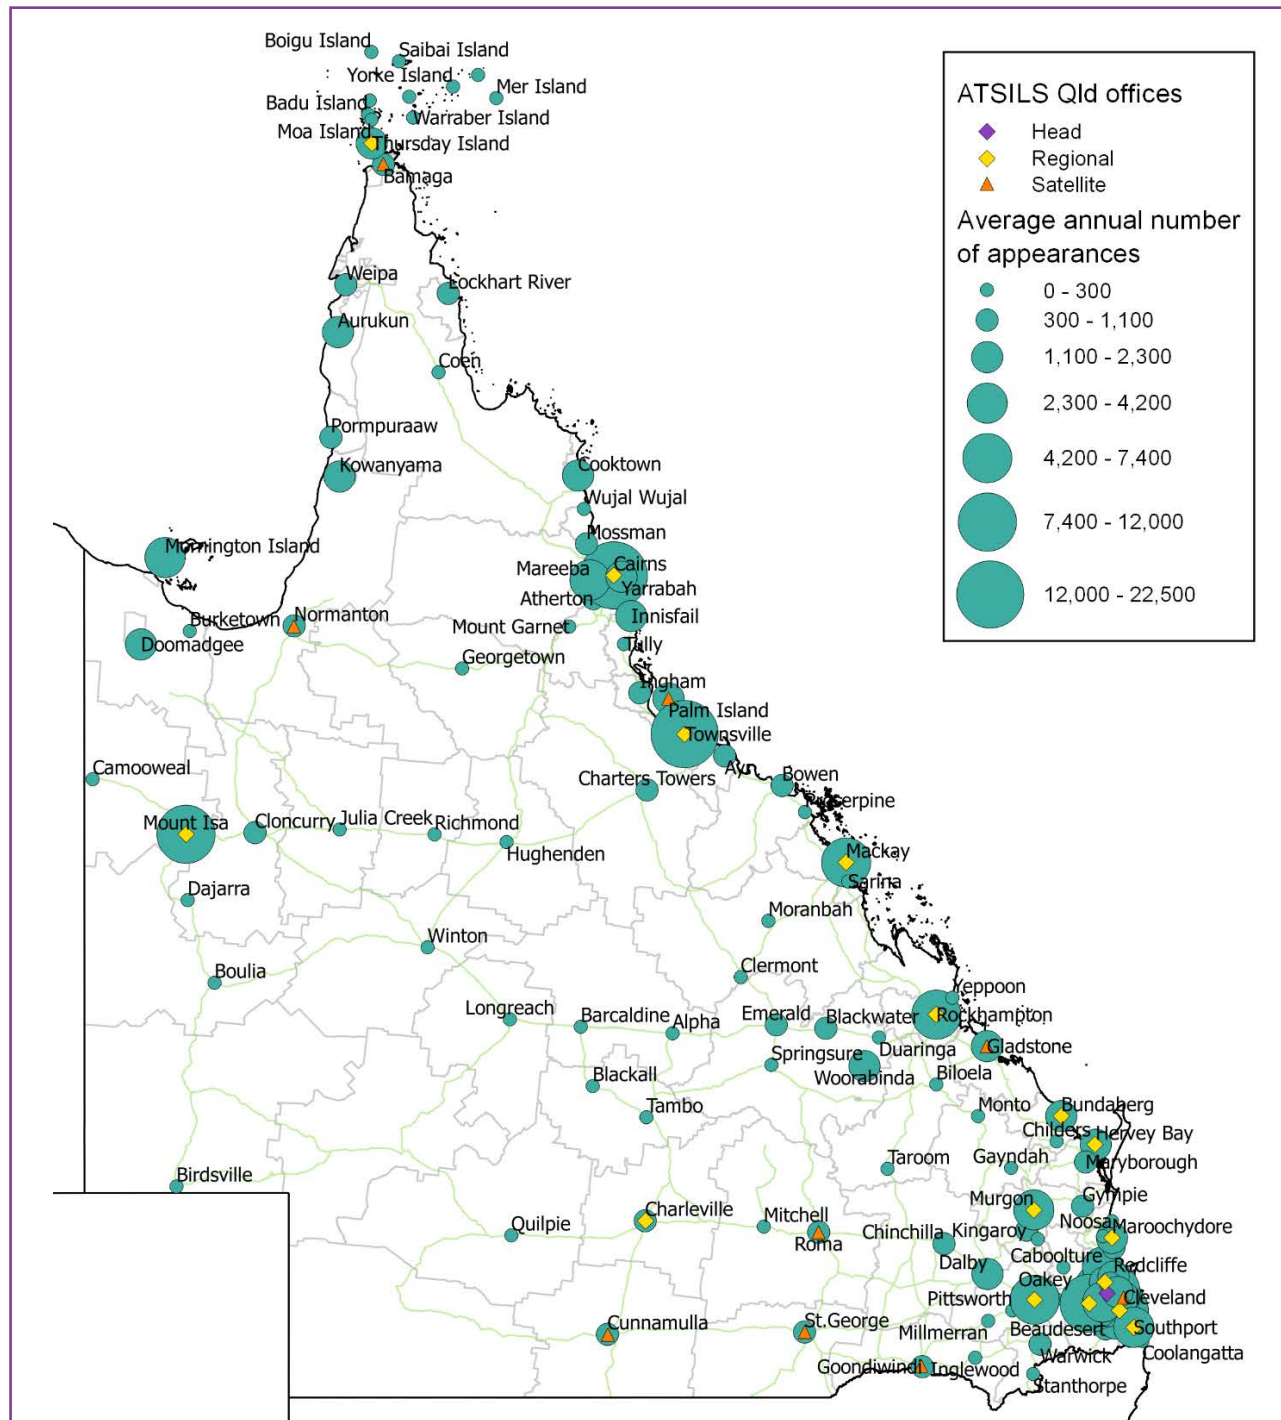 Boigu Island
Saibai Island
Yorke Island
Mer Island
Badu Island
Warraber Island
Moa Island
Thursday Island
Bamaga
Weipa
Lockhart River
Aurukun
Coen
Pormpuraaw
Kowanyama
Cooktown
Wujal Wujal
Mossman
Mornington Island
Cairns
Mareeba
Yarrabah
Atherton
Innisfail
Burketown
Normanton
Mount Garnet
Doomadgee
Tully
Georgetown
Ingham
Palm Island
Townsville
Camooweal
Charters Towers
Ayr
Bowen
Proserpine
Mount Isa
Cloncurry
Julia Creek
Richmond
Hughenden
Mackay
Sarina
Dajarra
Moranbah
Winton
Boulia
Clermont
Yeppoon
Longreach
Barcaldine
Alpha
Emerald
Blackwater
Rockhampton
Duaringa
Gladstone
Springsure
Woorabinda
Biloela
Blackall
Tambo
Monto
Bundaberg
Childers
Hervey Bay
Taroom
Gayndah
Maryborough
Birdsville
Murgon
Gympie
Charleville
Mitchell
Noosa
Quilpie
Roma
Chinchilla
Kingaroy
Maroochydore
Caboolture
Dalby
Redcliffe
Oakey
Pittsworth
Cleveland
Cunnamulla
St.George
Millmerran
Beaudesert
Southport
Goondiwindi
Inglewood
Warwick
Coolangatta
Stanthorpe
ATSILS Qld offices
Head
Regional
Satellite
Average annual number
of appearances
0 - 300
300 - 1,100
1,100 - 2,300
2,300 - 4,200
4,200 - 7,400
7,400 - 12,000
12,000 - 22,500